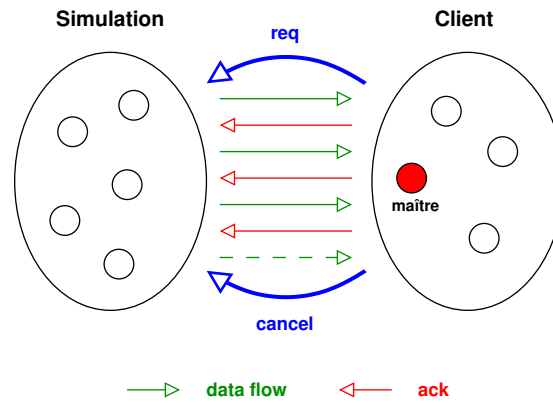 Simulation
Client
req
maître
cancel
data flow
ack